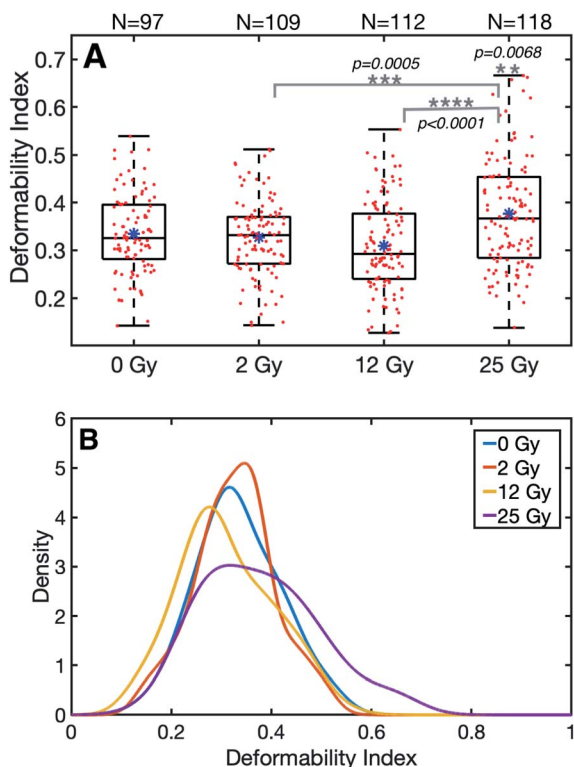 N=97 N=109 N=112 N=118
A
p=0.0005
***
p=0.0068
**
****
p<0.0001
0.7
0.6
0.5
0.4
0.3
0.2
Deformability Index
0 Gy 2 Gy 12 Gy 25 Gy
B
0 Gy
2 Gy
12 Gy
25 Gy
6
5
4
3
2
1
0
Density
0 0.2 0.4 0.6 0.8 1
Deformability Index